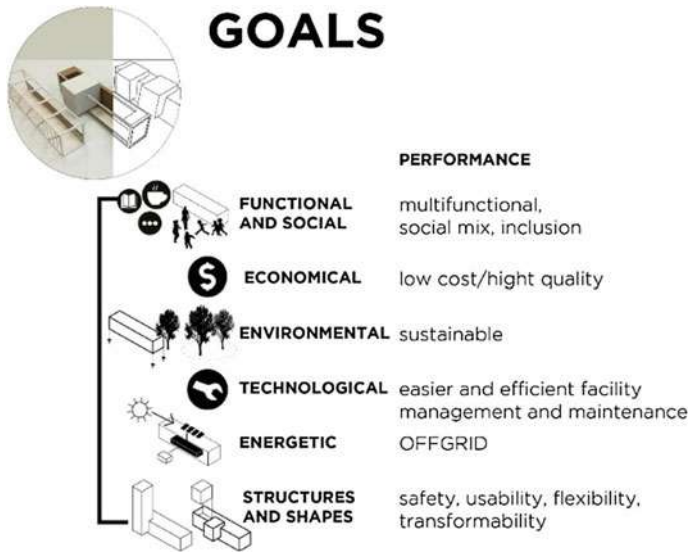 GOALS
PERFORMANCE
FUNCTIONAL
AND SOCIAL
multifunctional,
social mix, inclusion
$
ECONOMICAL
low cost/hight quality
ENVIRONMENTAL
sustainable
TECHNOLOGICAL
easier and efficient facility
management and maintenance
ENERGETIC
OFFGRID
STRUCTURES
AND SHAPES
safety, usability, flexibility,
transformability